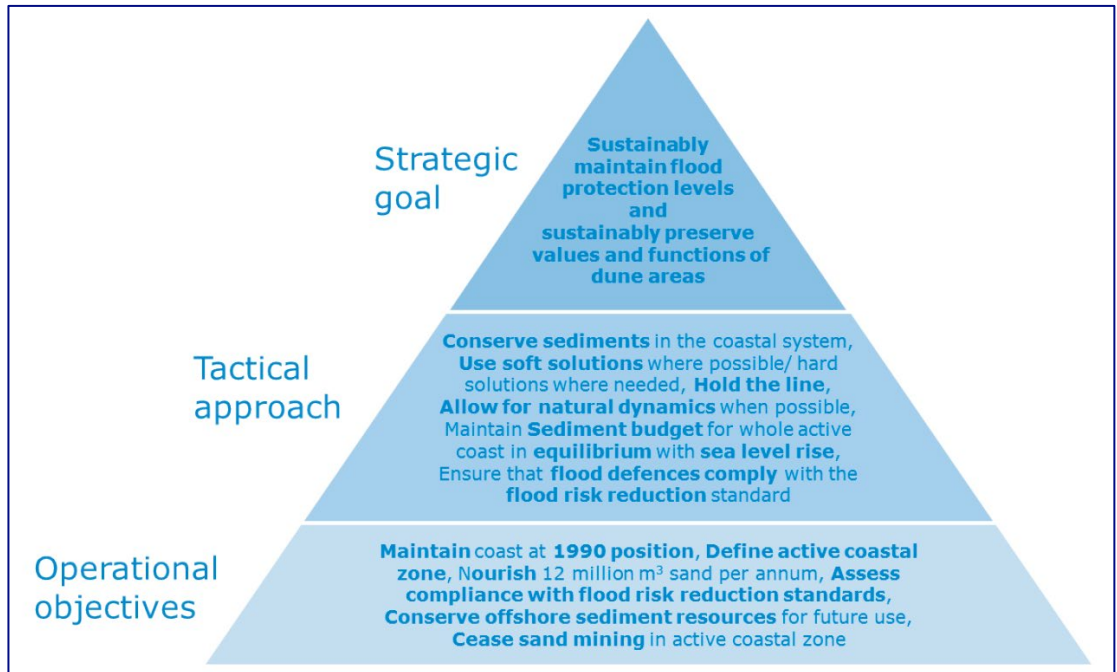 Strategic
goal
Sustainably
maintain flood
protection levels
and
sustainably preserve
values and functions of
dune areas
Tactical
approach
Conserve sediments in the coastal system,
Use soft solutions where possible/ hard
solutions where needed, Hold the line,
Allow for natural dynamics when possible,
Maintain Sediment budget for whole active
coast in equilibrium with sea level rise,
Ensure that flood defences comply with the
flood risk reduction standard
Operational
objectives
Maintain coast at 1990 position, Define active coastal
zone, Nourish 12 million m³ sand per annum, Assess
compliance with flood risk reduction standards,
Conserve offshore sediment resources for future use,
Cease sand mining in active coastal zone